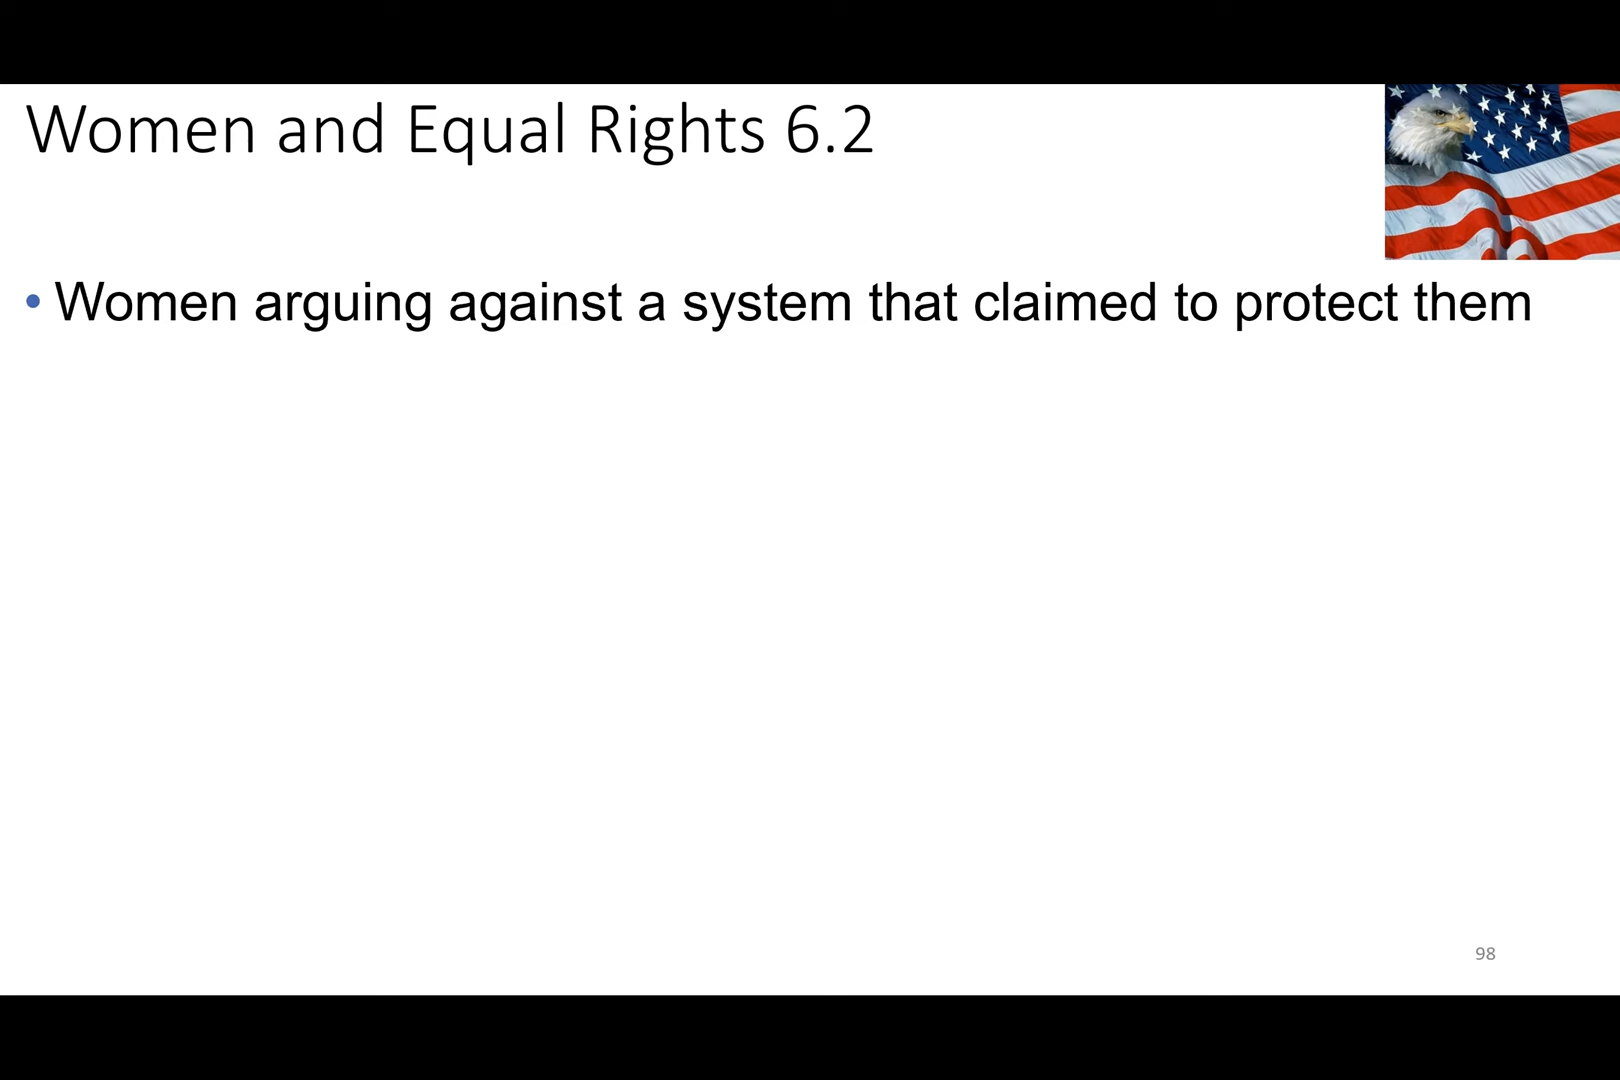 Women and Equal Rights 6.2
• Women arguing against a system that claimed to protect them
98